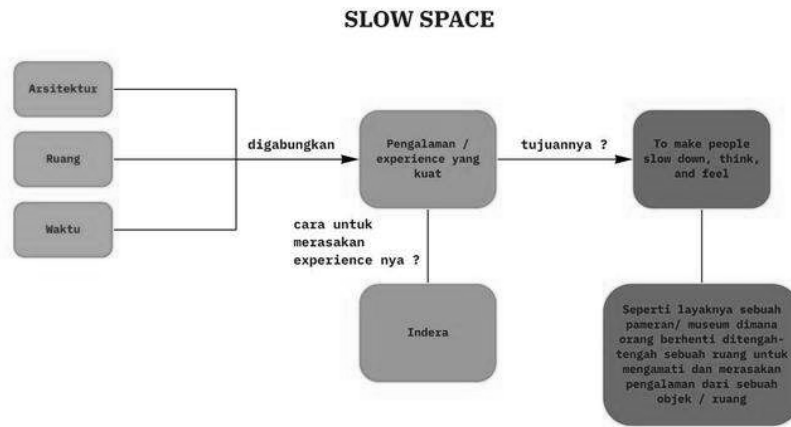 SLOW SPACE
Arsitektur
Ruang
Waktu
digabungkan
Pengalaman /
experience yang
kuat
cara untuk
merasakan
experience nya ?
Indera
tujuannya ?
To make people
slow down, think,
and feel
Seperti layaknya sebuah
pameran/ museum dimana
orang berhenti ditengah-
tengah sebuah ruang untuk
mengamati dan merasakan
pengalaman dari sebuah
objek / ruang